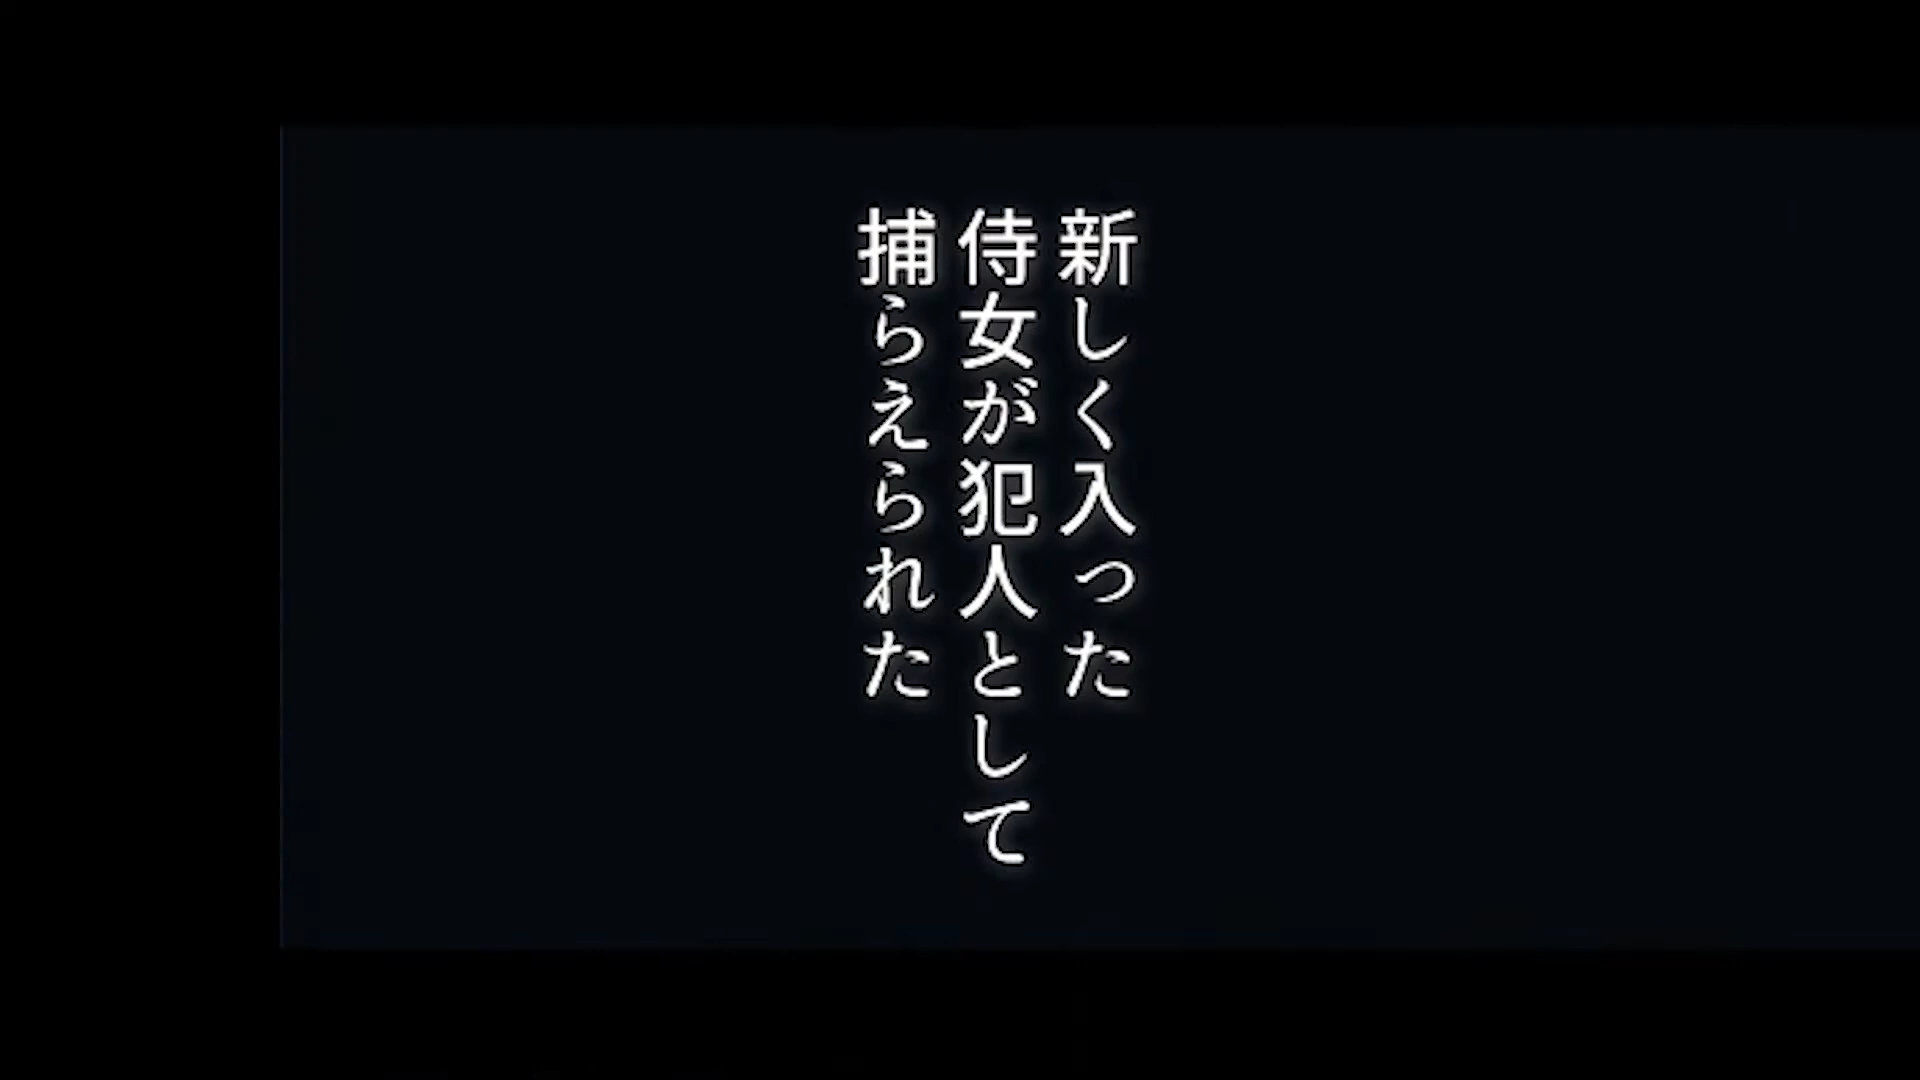 新しく入った
侍女が犯人として
捕らえられた